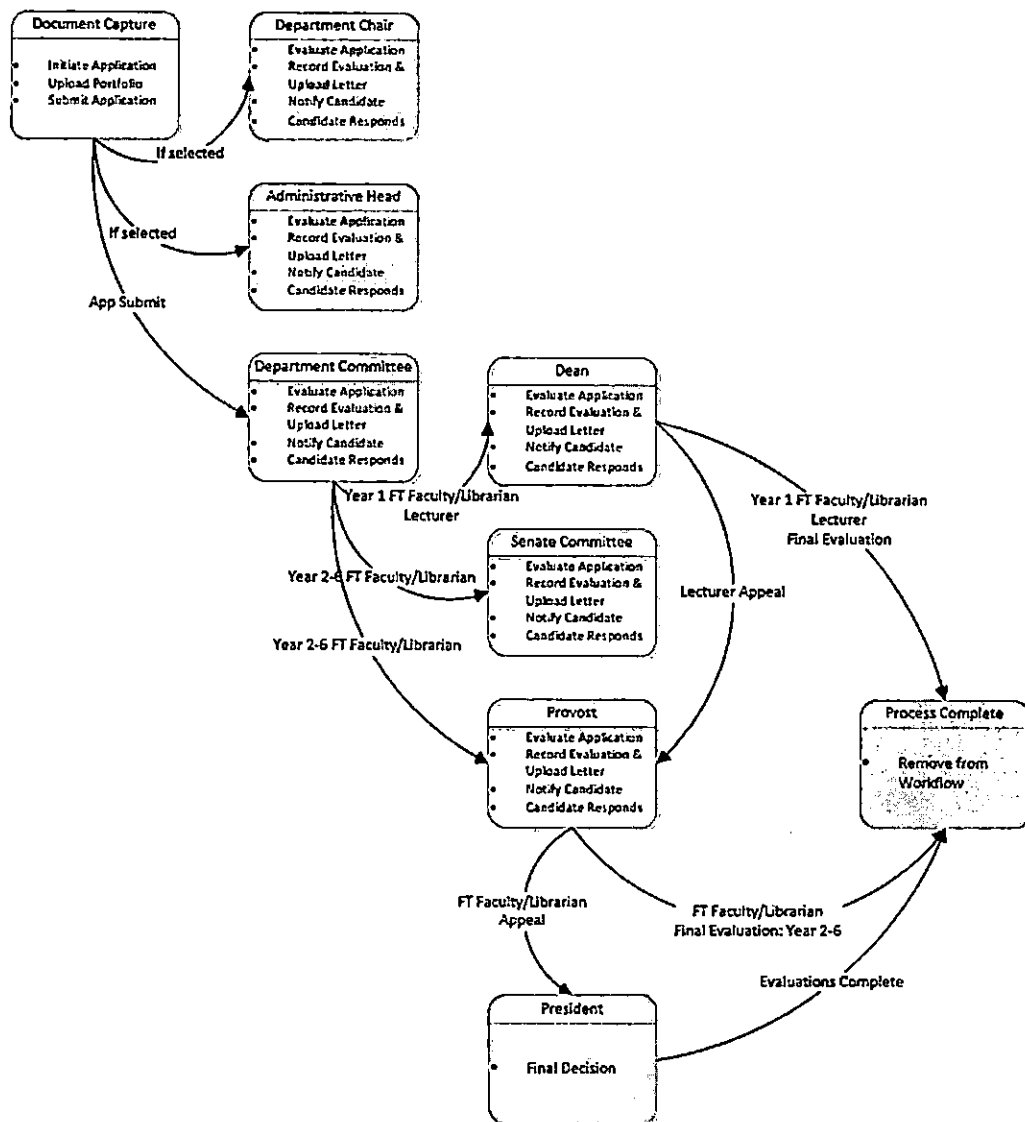 Document Capture
• Initiate Application
• Upload Portfolio
• Submit Application
Department Chair
• Evaluate Application
• Record Evaluation &
Upload Letter
• Notify Candidate
• Candidate Responds
If selected
Administrative Head
• Evaluate Application
• Record Evaluation &
Upload Letter
• Notify Candidate
• Candidate Responds
If selected
App Submit
Department Committee
• Evaluate Application
• Record Evaluation &
Upload Letter
• Notify Candidate
• Candidate Responds
Dean
• Evaluate Application
• Record Evaluation &
Upload Letter
• Notify Candidate
• Candidate Responds
Year 1 FT Faculty/Librarian
Lecturer
Year 1 FT Faculty/Librarian
Lecturer
Final Evaluation
Senate Committee
• Evaluate Application
• Record Evaluation &
Upload Letter
• Notify Candidate
• Candidate Responds
Year 2-6 FT Faculty/Librarian
Lecturer Appeal
Year 2-6 FT Faculty/Librarian
Provost
• Evaluate Application
• Record Evaluation &
Upload Letter
• Notify Candidate
• Candidate Responds
Process Complete
• Remove from
Workflow
FT Faculty/Librarian
Appeal
FT Faculty/Librarian
Final Evaluation: Year 2-6
Evaluations Complete
President
• Final Decision